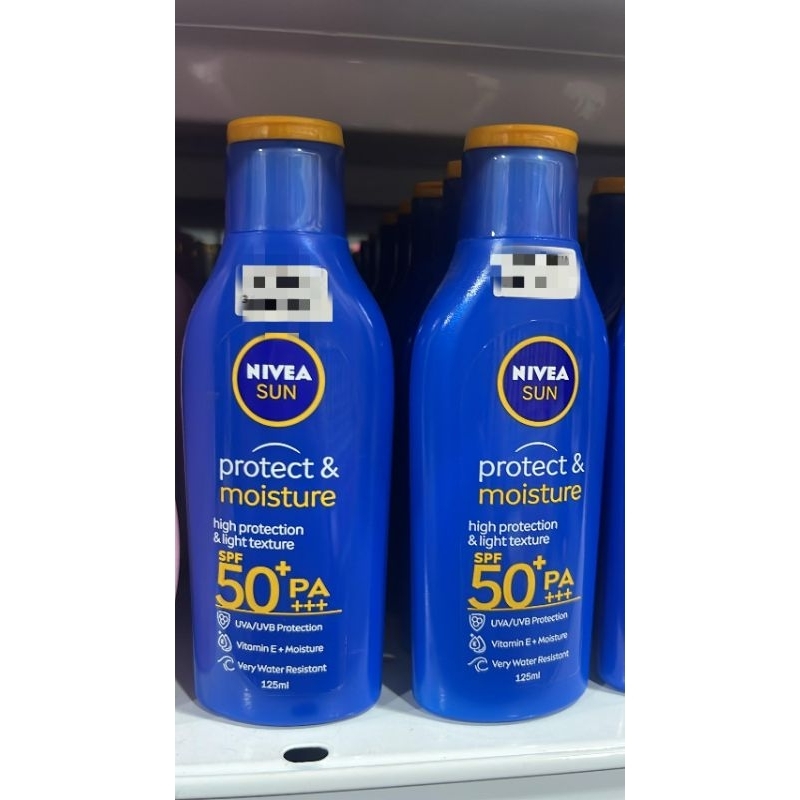 NIVEA
SUN
protect &
moisture
high protection
& light texture
SPF
50+ PA
+++
UVA/UVB Protection
Vitamin E + Moisture
Very Water Resistant
125ml
NIVEA
SUN
protect &
moisture
high protection
& light texture
SPF
50+ PA
+++
UVA/UVB Protection
Vitamin E + Moisture
Very Water Resistant
125ml